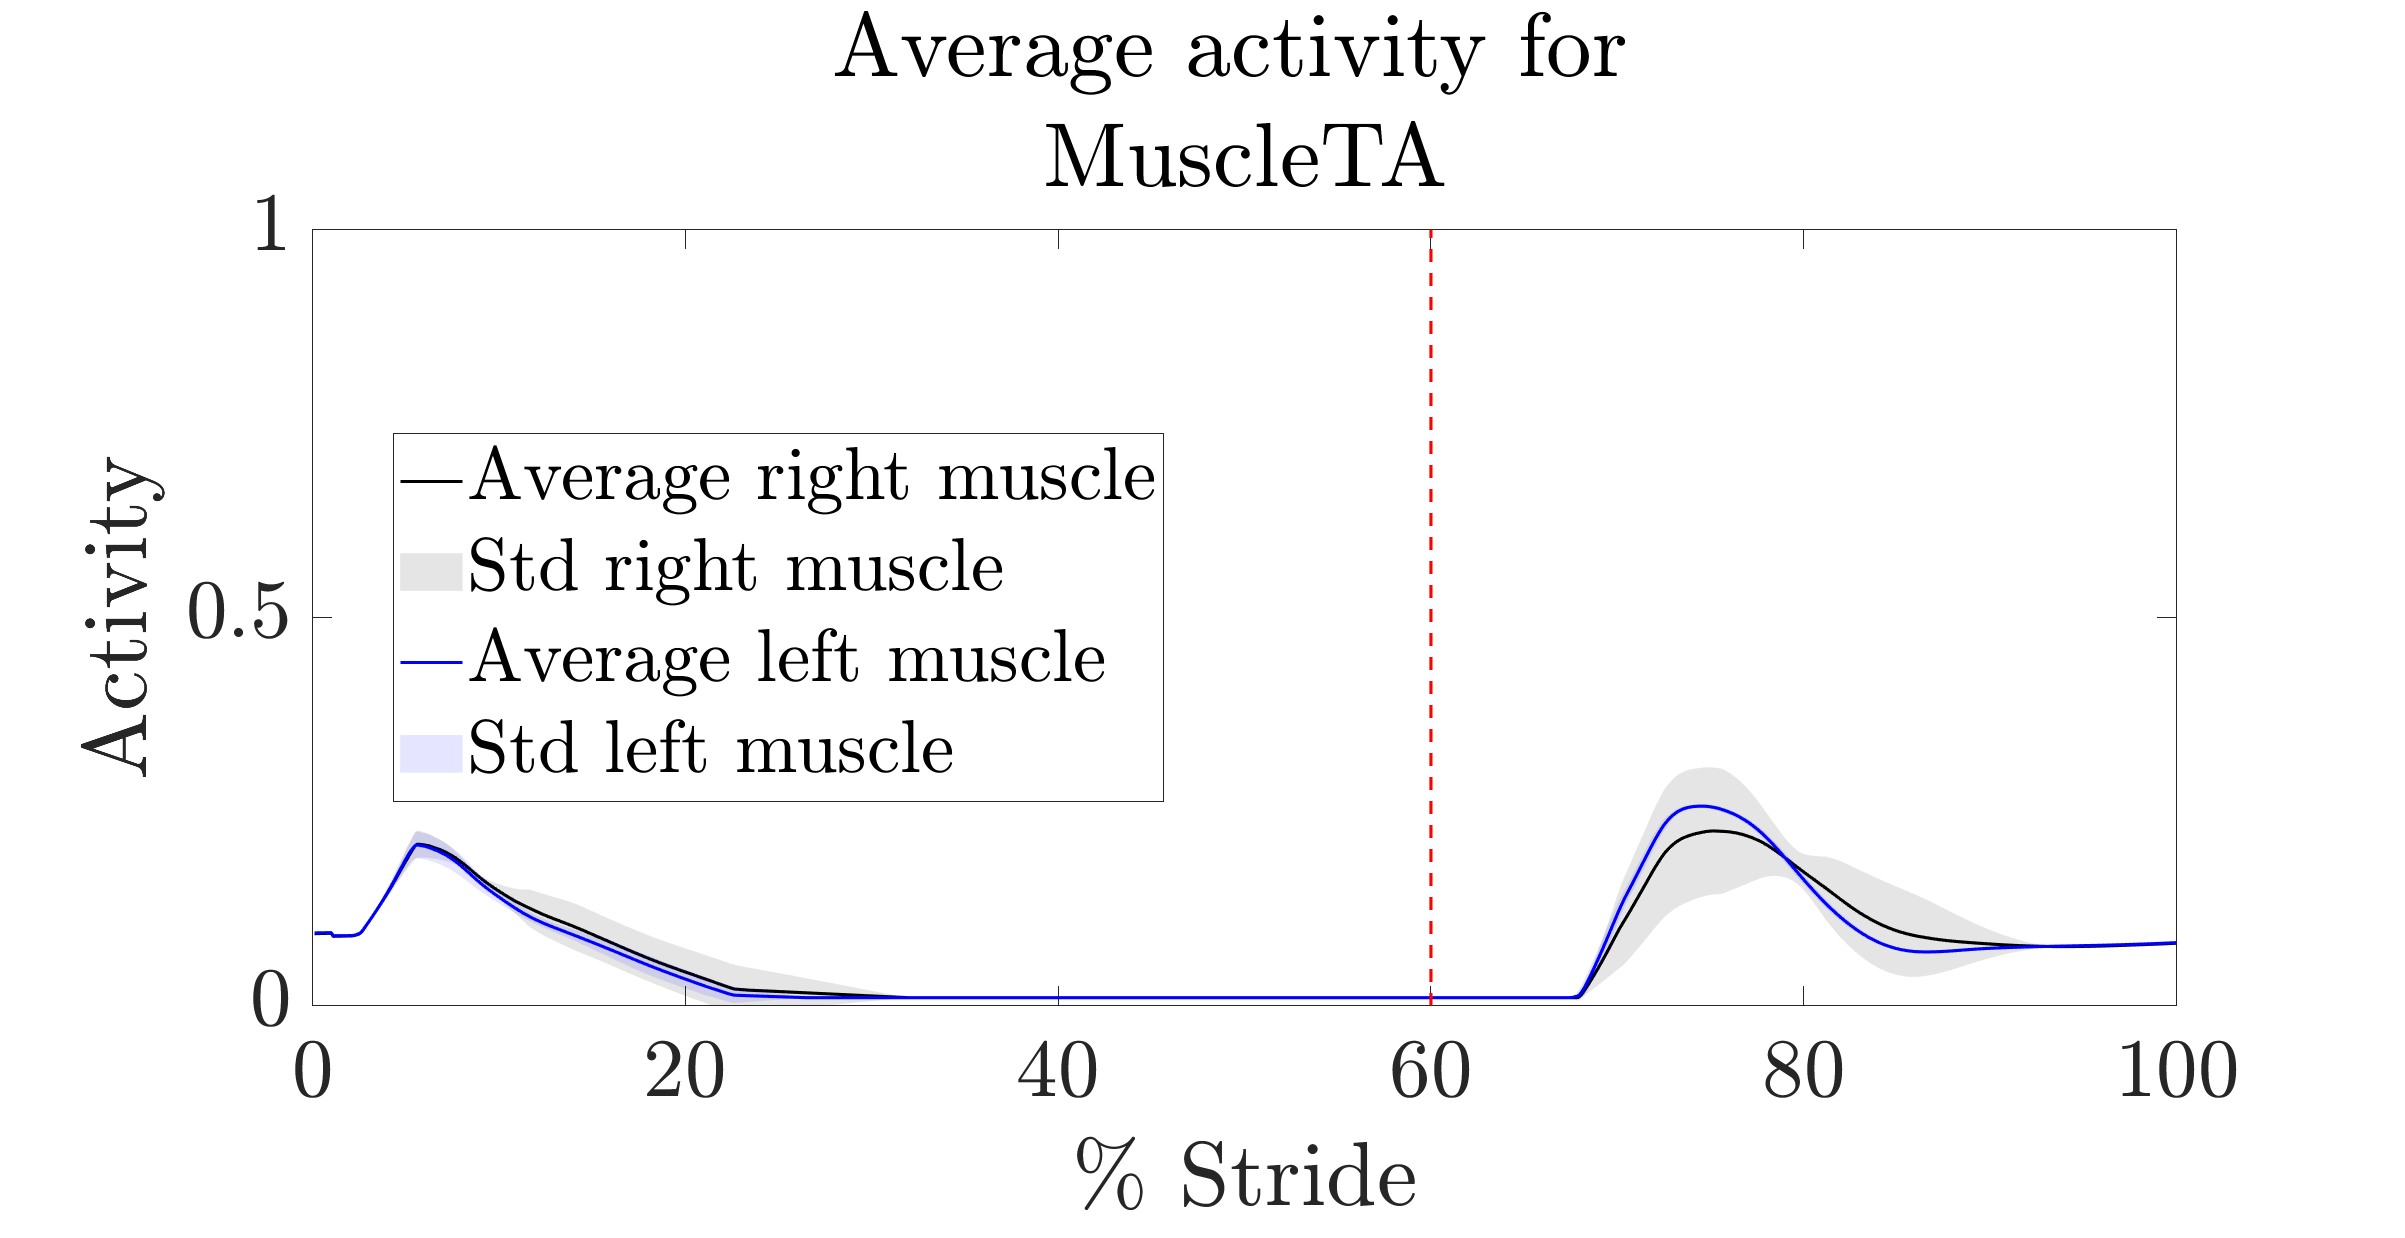 Average activity for
MuscleTA
1
0.5
0
Activity
Average right muscle
Std right muscle
Average left muscle
Std left muscle
0 20 40 60 80 100
% Stride